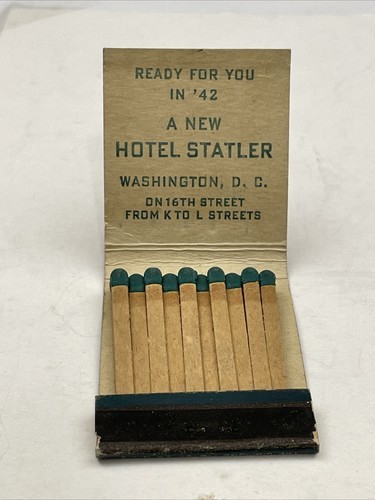 READY FOR YOU
IN '42
A NEW
HOTEL STATLER
WASHINGTON, D. C.
ON 16TH STREET
FROM K TO L STREETS